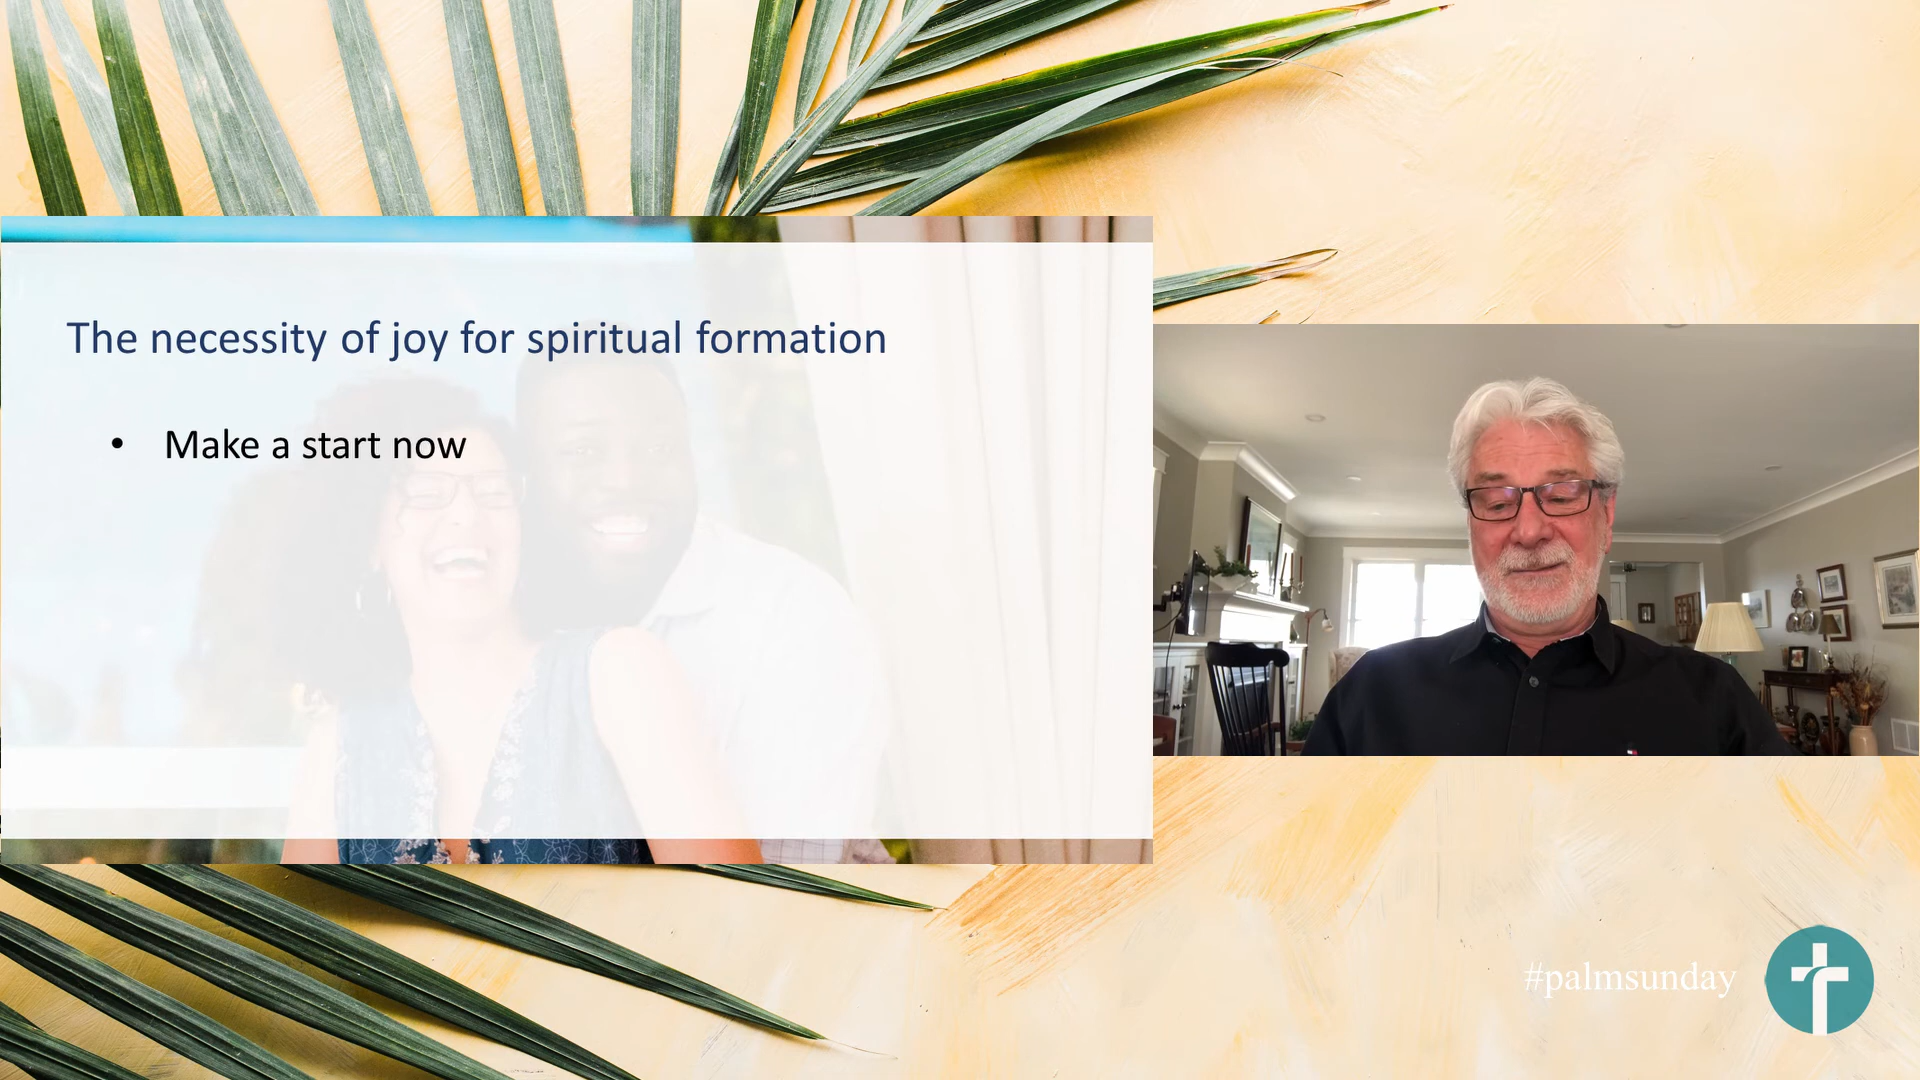 The necessity of joy for spiritual formation
• Make a start now
#palmsunday